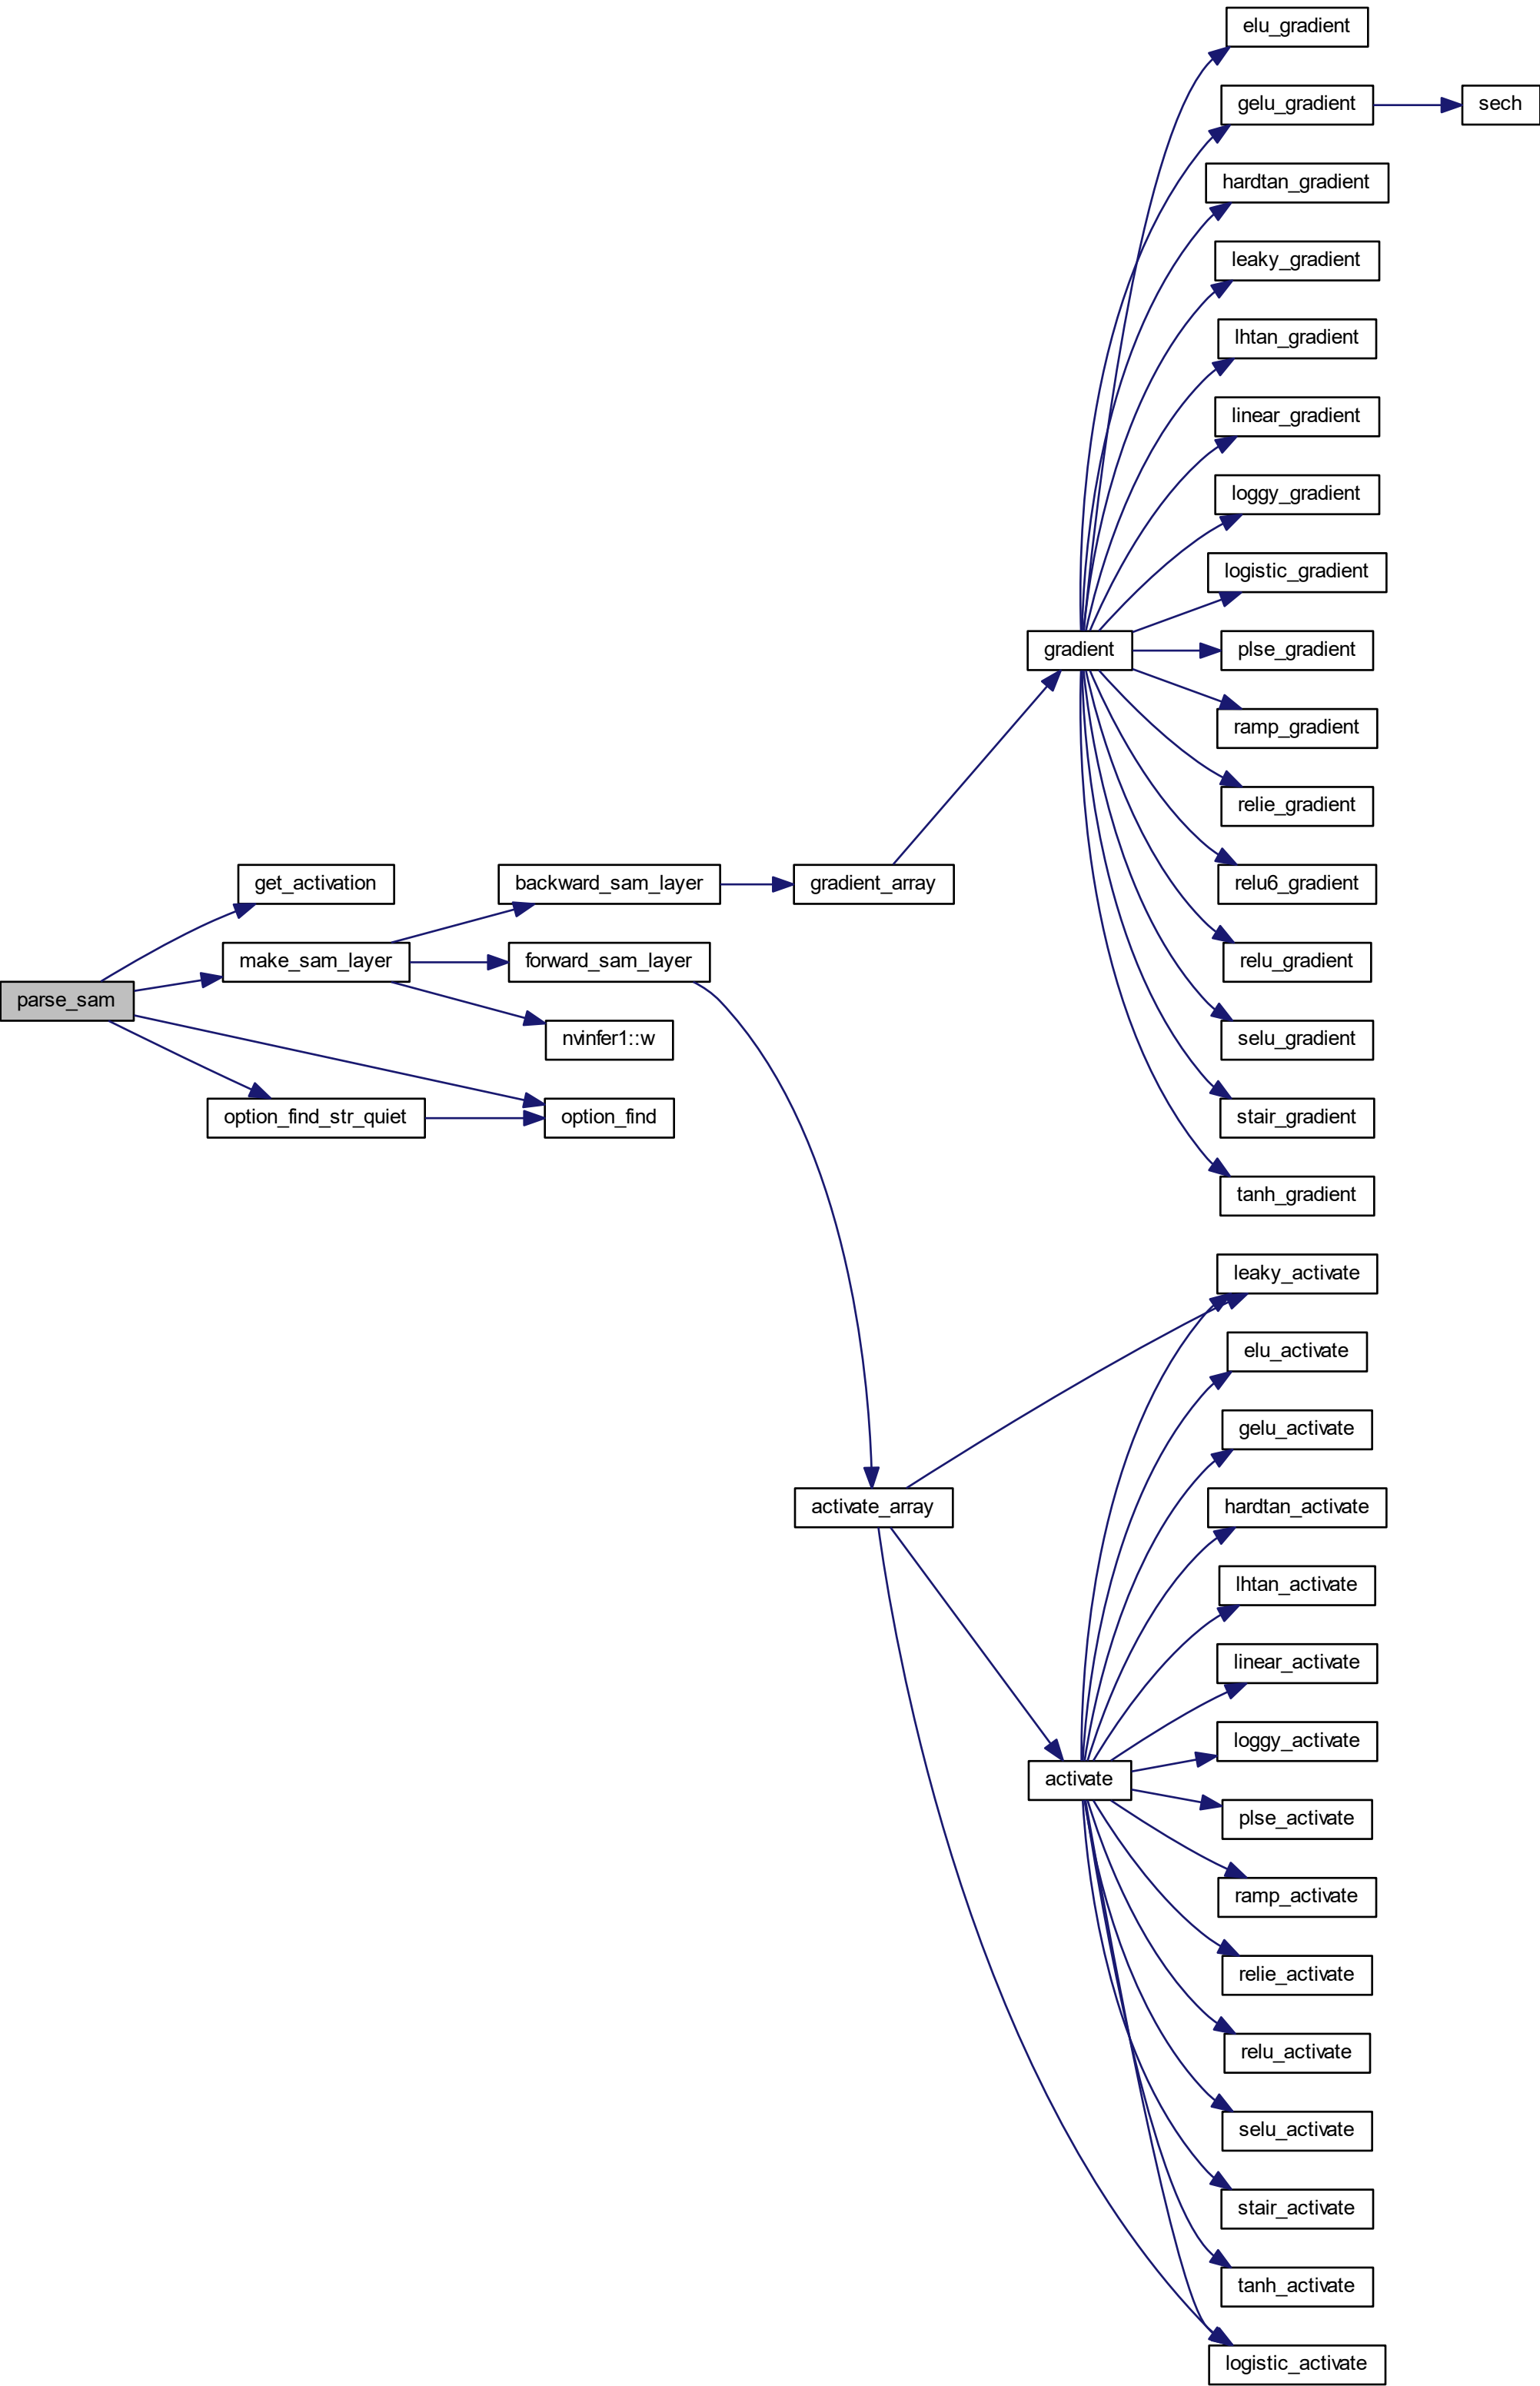 elu_gradient
gelu_gradient
sech
hardtan_gradient
leaky_gradient
lhtan_gradient
linear_gradient
loggy_gradient
logistic_gradient
gradient
plse_gradient
ramp_gradient
relie_gradient
get_activation
backward_sam_layer
gradient_array
relu6_gradient
make_sam_layer
forward_sam_layer
relu_gradient
parse_sam
nvinfer1::w
selu_gradient
option_find_str_quiet
option_find
stair_gradient
tanh_gradient
leaky_activate
elu_activate
gelu_activate
activate_array
hardtan_activate
lhtan_activate
linear_activate
loggy_activate
activate
plse_activate
ramp_activate
relie_activate
relu_activate
selu_activate
stair_activate
tanh_activate
logistic_activate